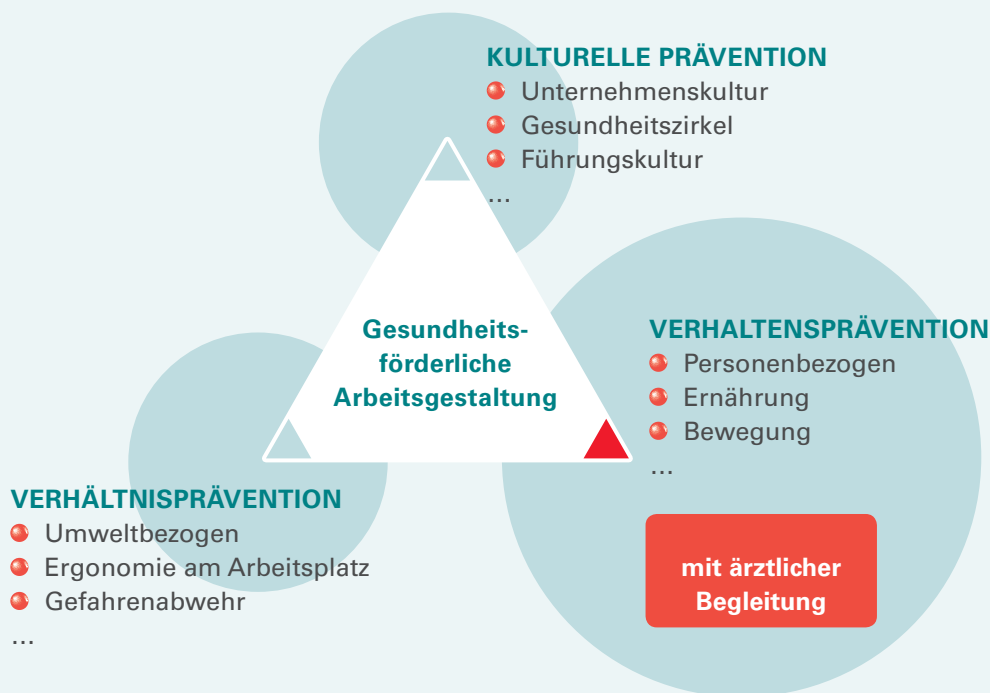 KULTURELLE PRÄVENTION
Unternehmenskultur
Gesundheitszirkel
Führungskultur
...
Gesundheits-
förderliche
Arbeitsgestaltung
VERHALTENSPRÄVENTION
Personenbezogen
Ernährung
Bewegung
...
mit ärztlicher
Begleitung
VERHÄLTNISPRÄVENTION
Umweltbezogen
Ergonomie am Arbeitsplatz
Gefahrenabwehr
...